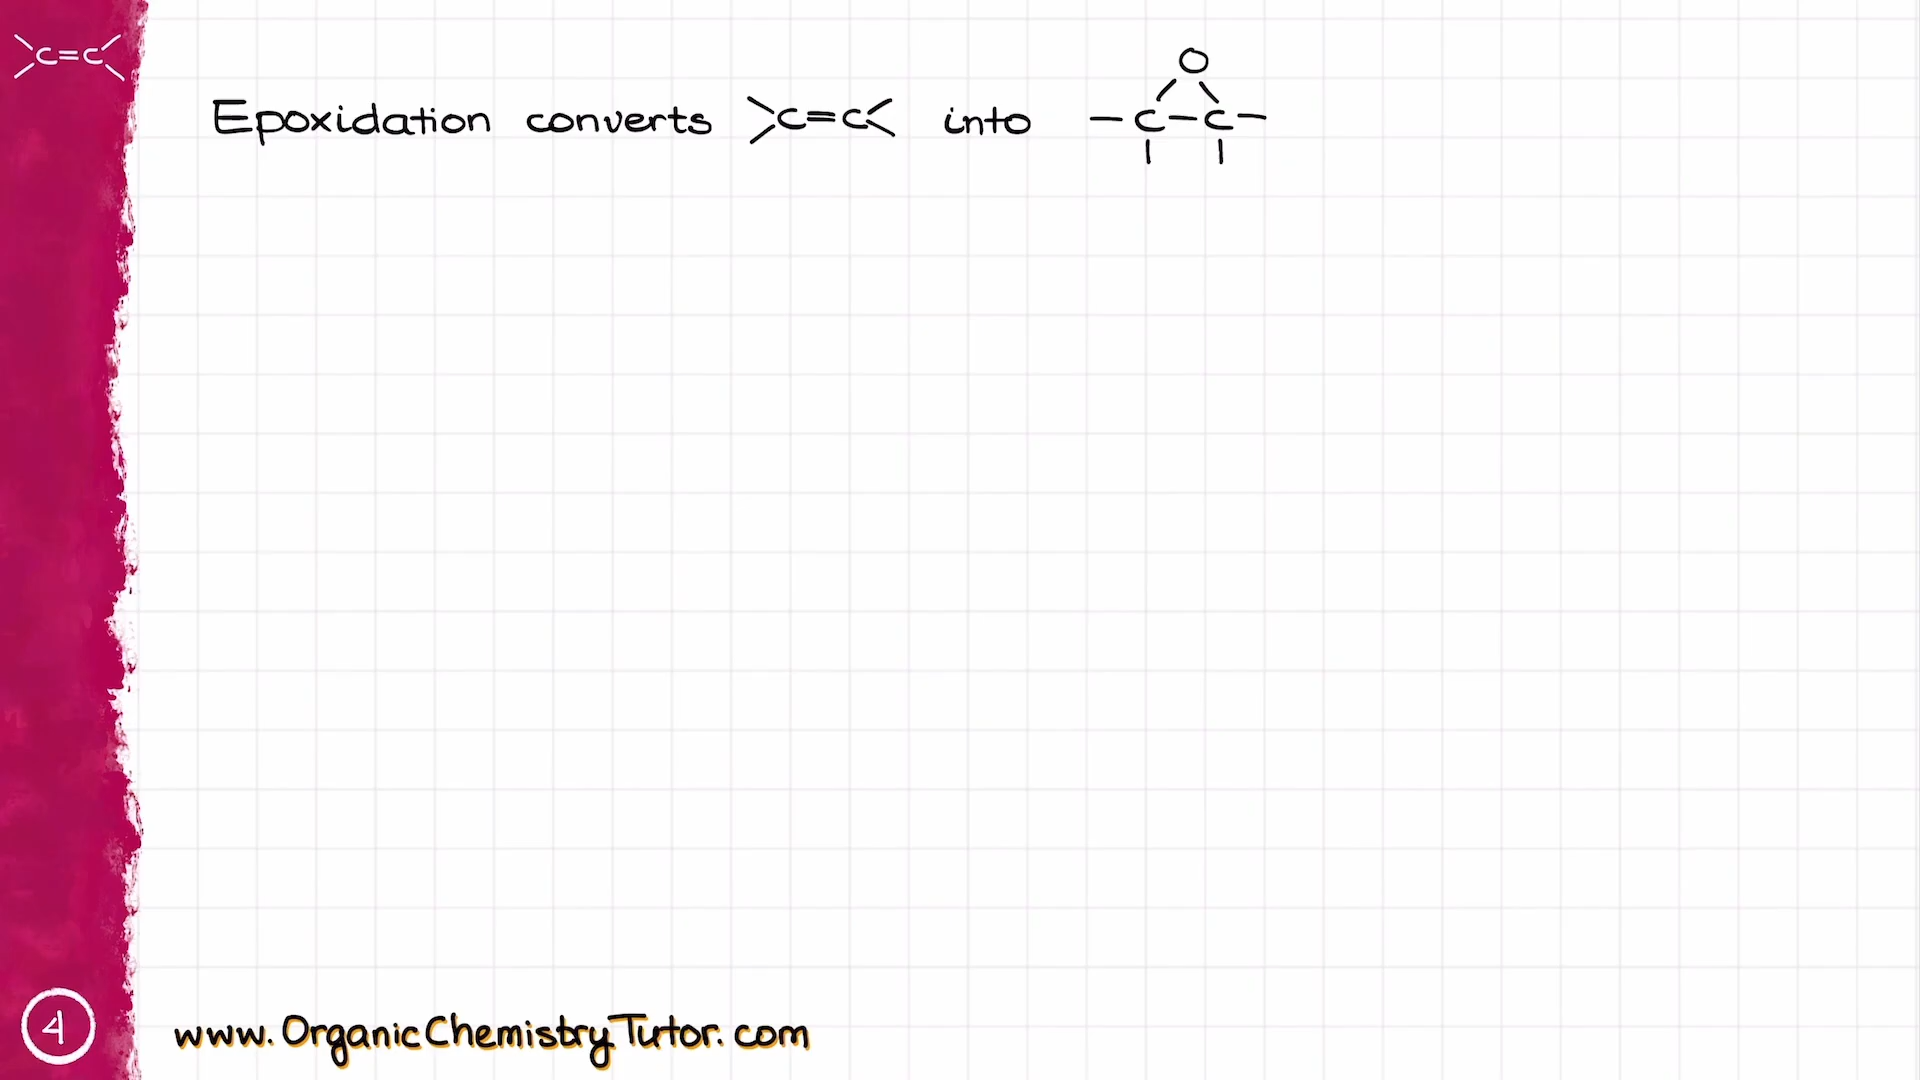 C=C
O
Epoxidation converts C=C into -C-C-
4
www.OrganicChemistryTutor.com